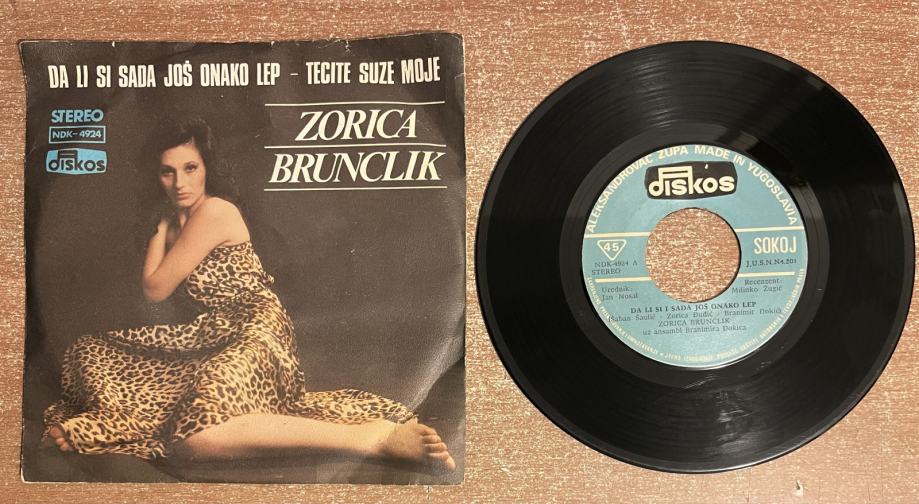 DA LI SI SADA JOŠ ONAKO LEP – TECITE SUZE MOJE
STEREO
NDK-4924
Diskos
ZORICA
BRUNCLIK
ALEKSANDROVAC ŽUPA MADE IN YUGOSLAVIA
Diskos
45
SOKOJ
NDK-4924 A
STEREO
J.U.S.N.N4.201
Urednik:
Jan Nosal
Recenzent:
Milinko Zugić
DA LI SI I SADA JOŠ ONAKO LEP
(Šaban Šaulić - Zorica Đudić - Branimir Đokić)
ZORICA BRUNCLIK
uz ansambl Branimira Đokića